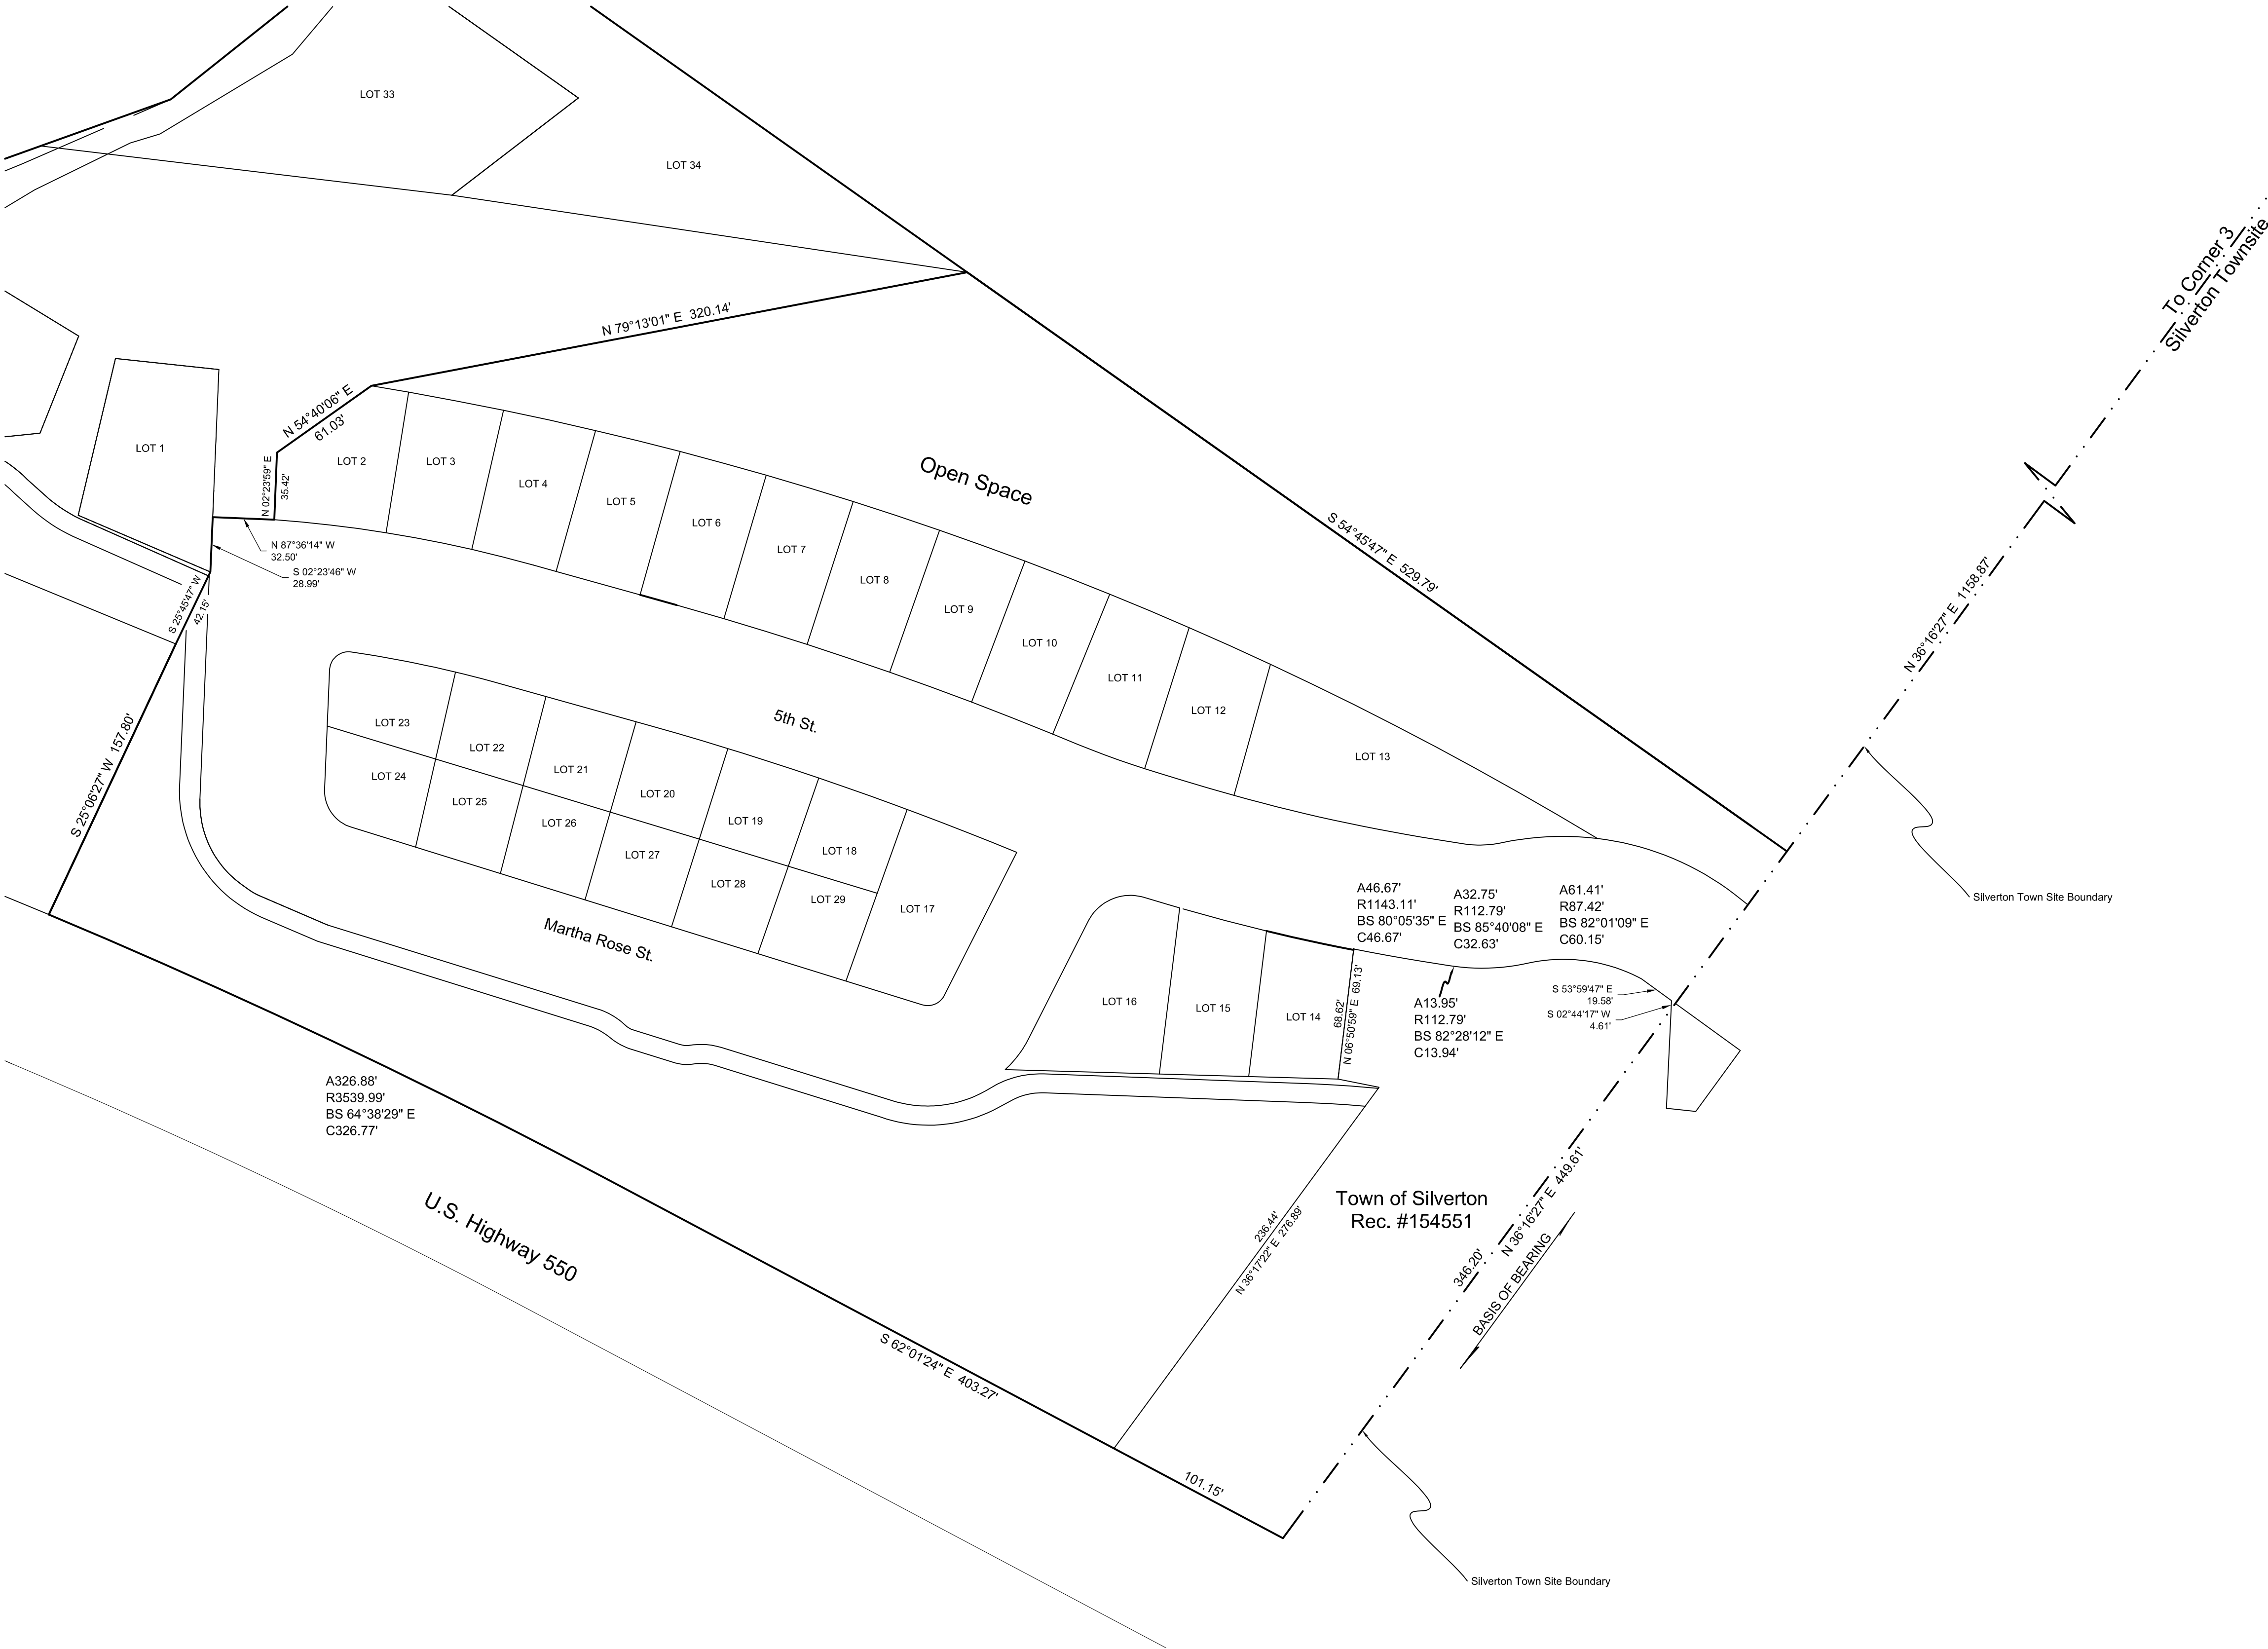 LOT 33
LOT 34
To Corner 3
Silverton Townsite
N 79°13'01" E  320.14'
N 54°40'06" E
61.03'
LOT 1
LOT 2
LOT 3
LOT 4
LOT 5
LOT 6
LOT 7
LOT 8
LOT 9
LOT 10
LOT 11
LOT 12
LOT 13
Open Space
N 02°23'59" E
35.42'
N 87°36'14" W
32.50'
S 02°23'46" W
28.99'
S 25°45'47" W
42.15'
S 54°45'47" E  529.79'
N 36°16'27" E  1158.87'
Silverton Town Site Boundary
S 25°06'27" W  157.80'
5th St.
LOT 23
LOT 22
LOT 21
LOT 20
LOT 19
LOT 18
LOT 17
LOT 24
LOT 25
LOT 26
LOT 27
LOT 28
LOT 29
Martha Rose St.
LOT 16
LOT 15
LOT 14
68.62'
N 06°50'59" E  69.13'
A46.67'
R1143.11'
BS 80°05'35" E
C46.67'
A32.75'
R112.79'
BS 85°40'08" E
C32.63'
A61.41'
R87.42'
BS 82°01'09" E
C60.15'
A13.95'
R112.79'
BS 82°28'12" E
C13.94'
S 53°59'47" E
19.58'
S 02°44'17" W
4.61'
A326.88'
R3539.99'
BS 64°38'29" E
C326.77'
U.S. Highway 550
Town of Silverton
Rec. #154551
236.44'
N 36°17'22" E  276.89'
346.20'
N 36°16'27" E  449.61'
BASIS OF BEARING
S 62°01'24" E  403.27'
101.15'
Silverton Town Site Boundary